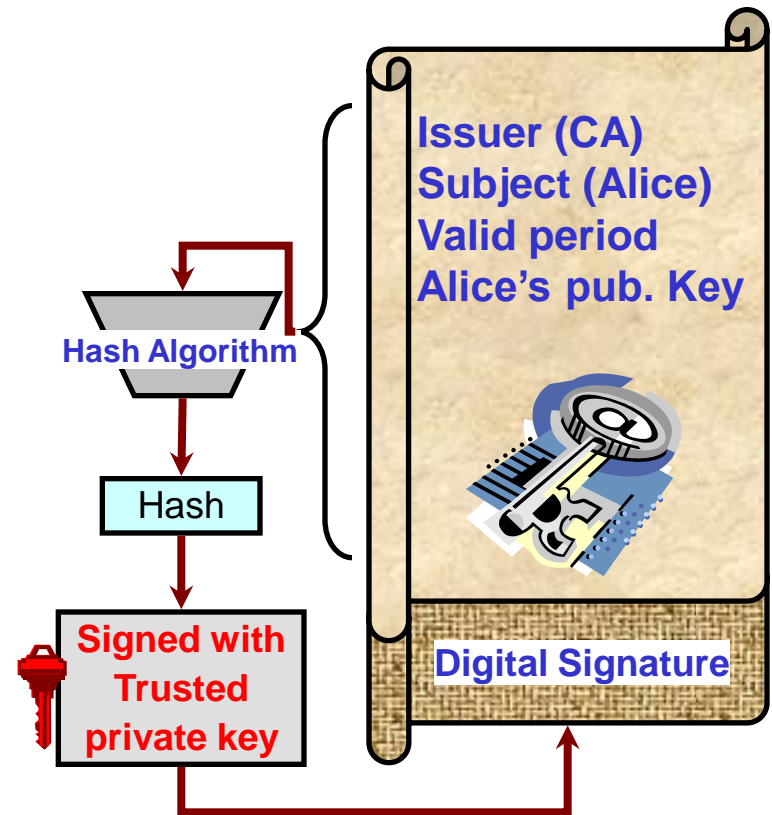 Issuer (CA)
Subject (Alice)
Valid period
Alice’s pub. Key
Hash Algorithm
Hash
Signed with
Trusted
private key
Digital Signature